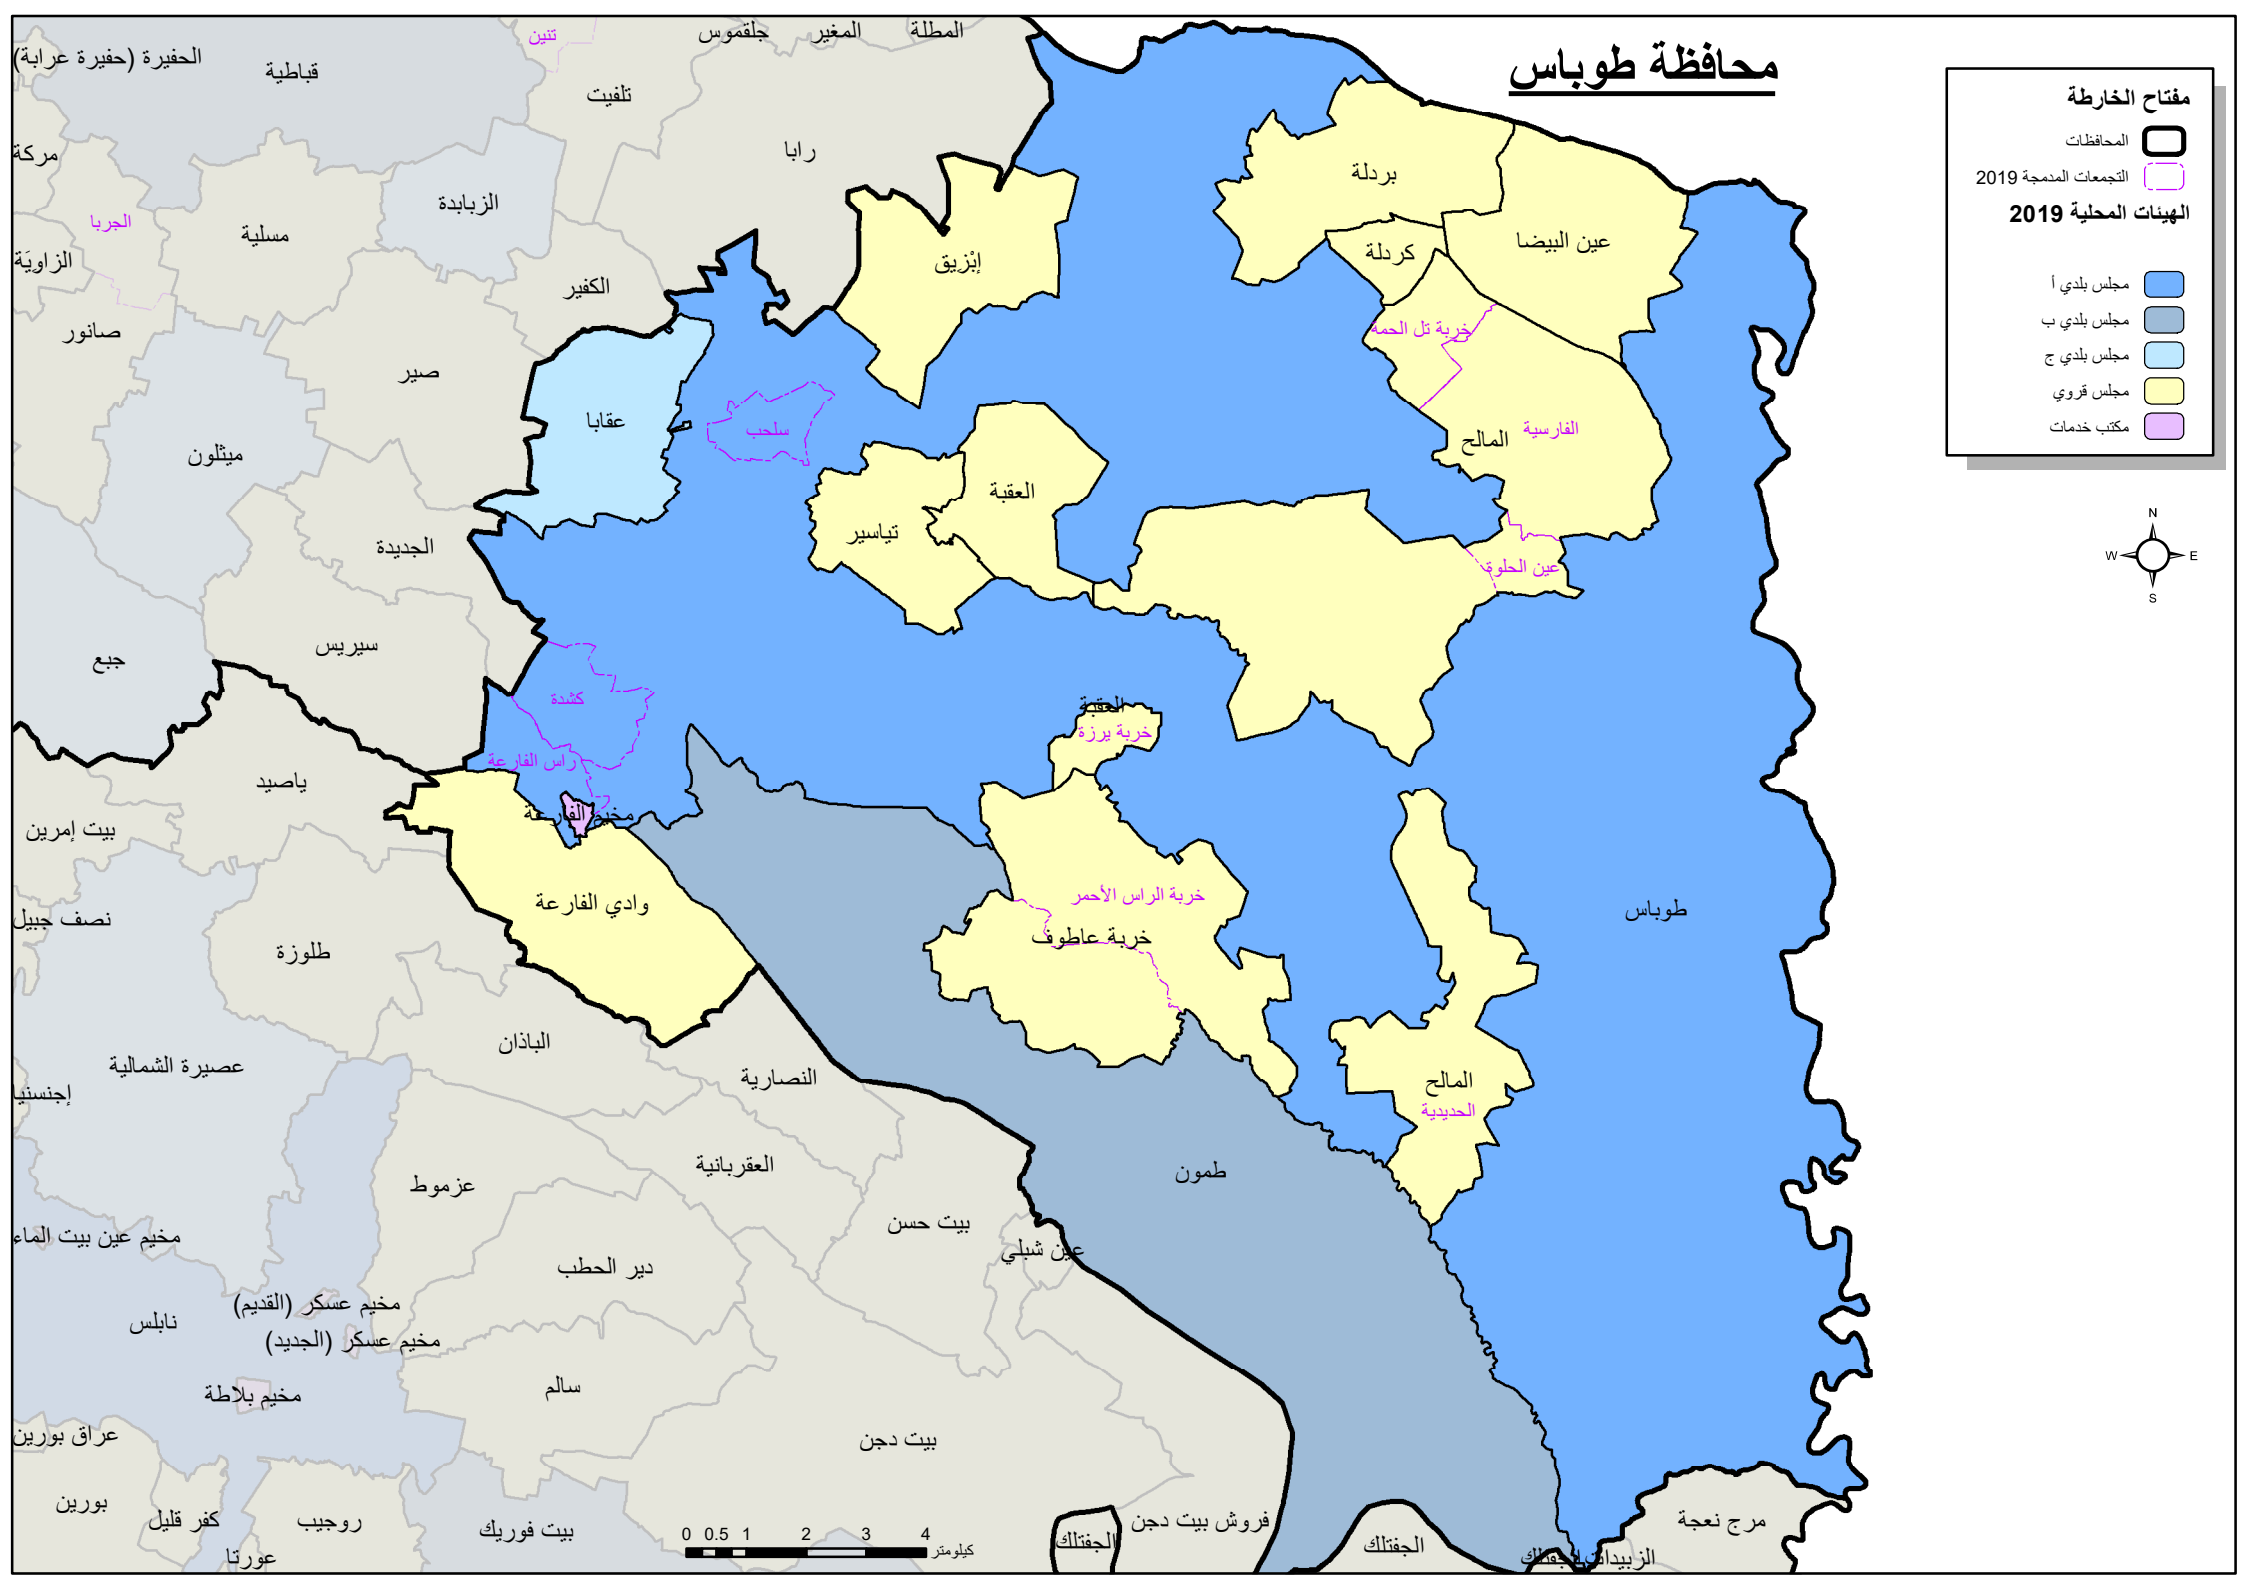 محافظة طوباس
مفتاح الخارطة
المحافظات
التجمعات المدمجة 2019
الهيئات المحلية 2019
مجلس بلدي أ
مجلس بلدي ب
مجلس بلدي ج
مجلس قروي
مكتب خدمات
N
W
E
S
المطلة
المغير
جلقموس
تنين
الحفيرة (حفيرة عرابة)
قباطية
تلفيت
رابا
مركة
بردلة
الزبابدة
الجربا
مسلية
عين البيضا
كردلة
إبْزيق
الزاويَة
الكفير
خربة تل الحمه
صانور
صير
عقابا
سلحب
الفارسية
المالح
ميثلون
العقبة
تياسير
الجديدة
عين الحلوة
سيريس
جبع
كشدة
العقبة
خربة يرزة
راس الفارعة
ياصيد
مخيم الفارعة
بيت إمرين
خربة الراس الأحمر
وادي الفارعة
طوباس
نصف جبيل
خربة عاطوف
طلوزة
الباذان
عصيرة الشمالية
النصارية
المالح
الحديدية
إجنسنيا
العقربانية
طمون
عزموط
بيت حسن
مخيم عين بيت الماء
عين شبلي
دير الحطب
مخيم عسكر (القديم)
نابلس
مخيم عسكر (الجديد)
سالم
مخيم بلاطة
عراق بورين
بيت دجن
بورين
كفر قليل
روجيب
بيت فوريك
فروش بيت دجن
مرج نعجة
الجفتلك
الجفتلك
عورتا
الزبيدات
الجفتلك
0 0.5 1 2 3 4
كيلومتر